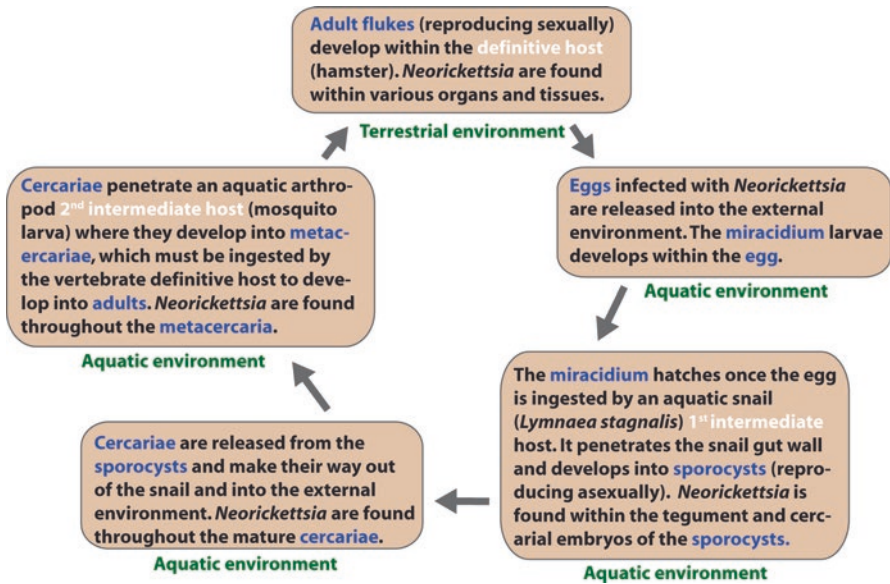 Adult flukes (reproducing sexually)
develop within the definitive host
(hamster). Neorickettsia are found
within various organs and tissues.
Terrestrial environment
Eggs infected with Neorickettsia
are released into the external
environment. The miracidium larvae
develops within the egg.
Aquatic environment
The miracidium hatches once the egg
is ingested by an aquatic snail
(Lymnaea stagnalis) 1st intermediate
host. It penetrates the snail gut wall
and develops into sporocysts (repro-
ducing asexually). Neorickettsia is
found within the tegument and cerc-
arial embryos of the sporocysts.
Aquatic environment
Cercariae are released from the
sporocysts and make their way out
of the snail and into the external
environment. Neorickettsia are found
throughout the mature cercariae.
Aquatic environment
Cercariae penetrate an aquatic arthro-
pod 2nd intermediate host (mosquito
larva) where they develop into metac-
ercariae, which must be ingested by
the vertebrate definitive host to deve-
lop into adults. Neorickettsia are found
throughout the metacercaria.
Aquatic environment